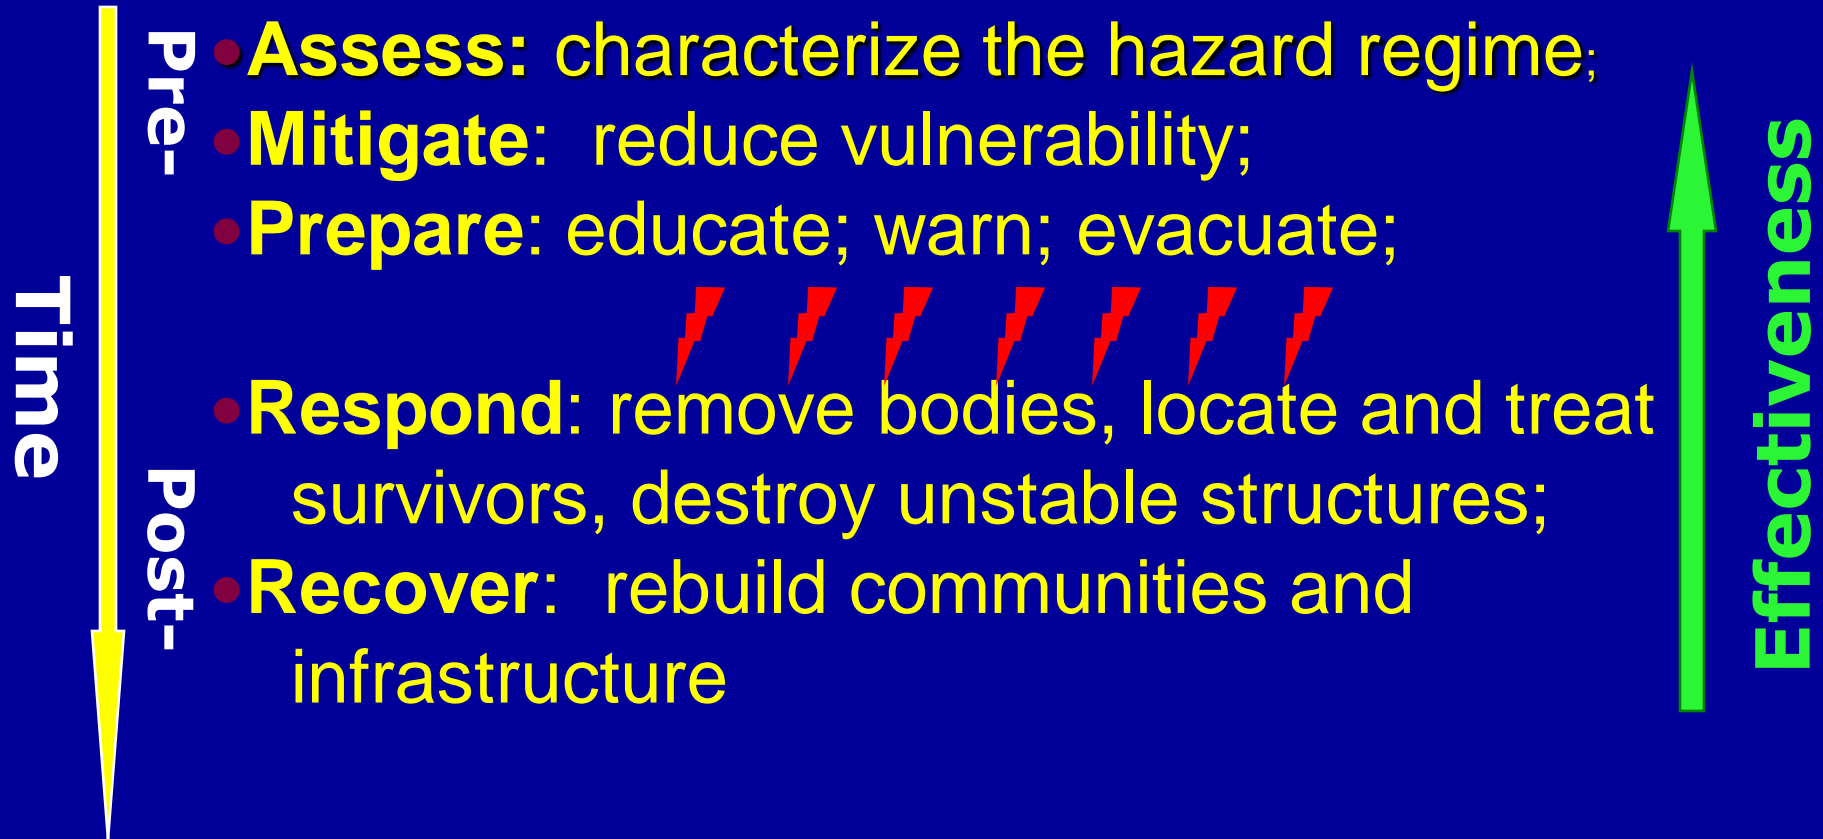 Time
Pre-
Post-
•Assess: characterize the hazard regime;
•Mitigate: reduce vulnerability;
•Prepare: educate; warn; evacuate;
•Respond: remove bodies, locate and treat
survivors, destroy unstable structures;
•Recover: rebuild communities and
infrastructure
Effectiveness